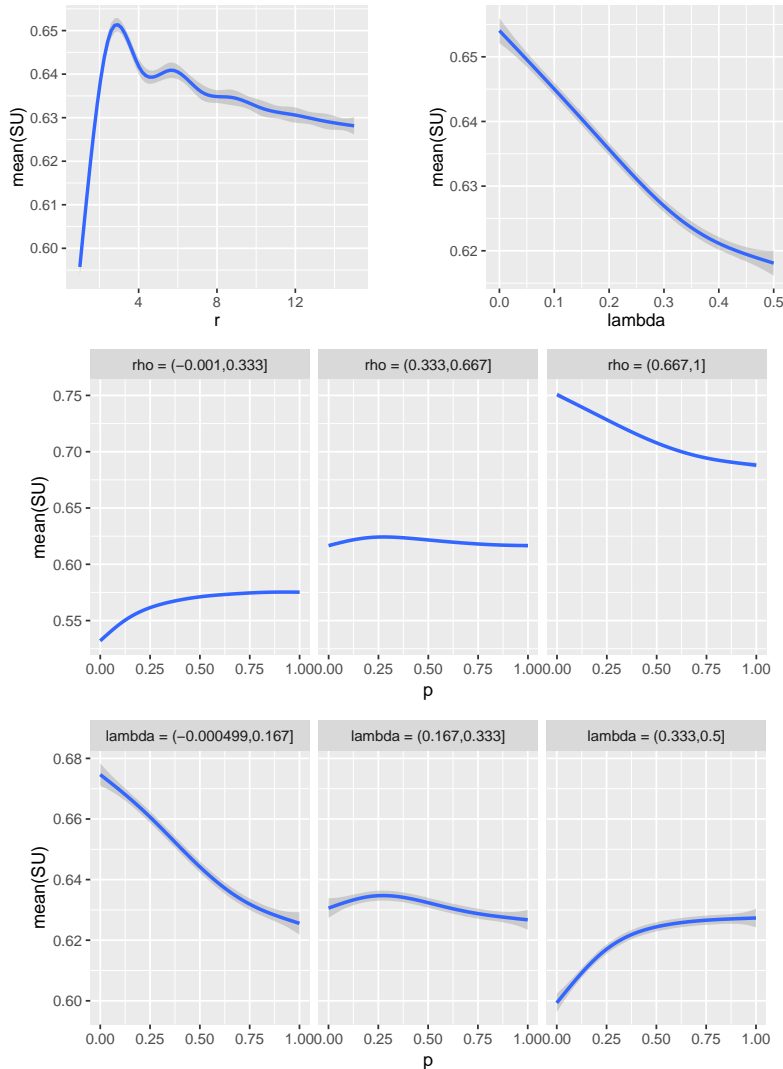 0.65
0.64
0.63
0.62
0.61
0.60
mean(SU)
4 8 12
r
0.65
0.64
0.63
0.62
mean(SU)
0.0 0.1 0.2 0.3 0.4 0.5
lambda
rho = (−0.001,0.333] rho = (0.333,0.667] rho = (0.667,1]
0.75
0.70
0.65
0.60
0.55
mean(SU)
0.00 0.25 0.50 0.75 1.00 0.00 0.25 0.50 0.75 1.00 0.00 0.25 0.50 0.75 1.00
p
lambda = (−0.000499,0.167] lambda = (0.167,0.333] lambda = (0.333,0.5]
0.68
0.66
0.64
0.62
0.60
mean(SU)
0.00 0.25 0.50 0.75 1.00 0.00 0.25 0.50 0.75 1.00 0.00 0.25 0.50 0.75 1.00
p